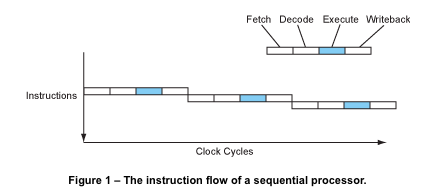 Fetch Decode Execute Writeback
Instructions
Clock Cycles
Figure 1 – The instruction flow of a sequential processor.